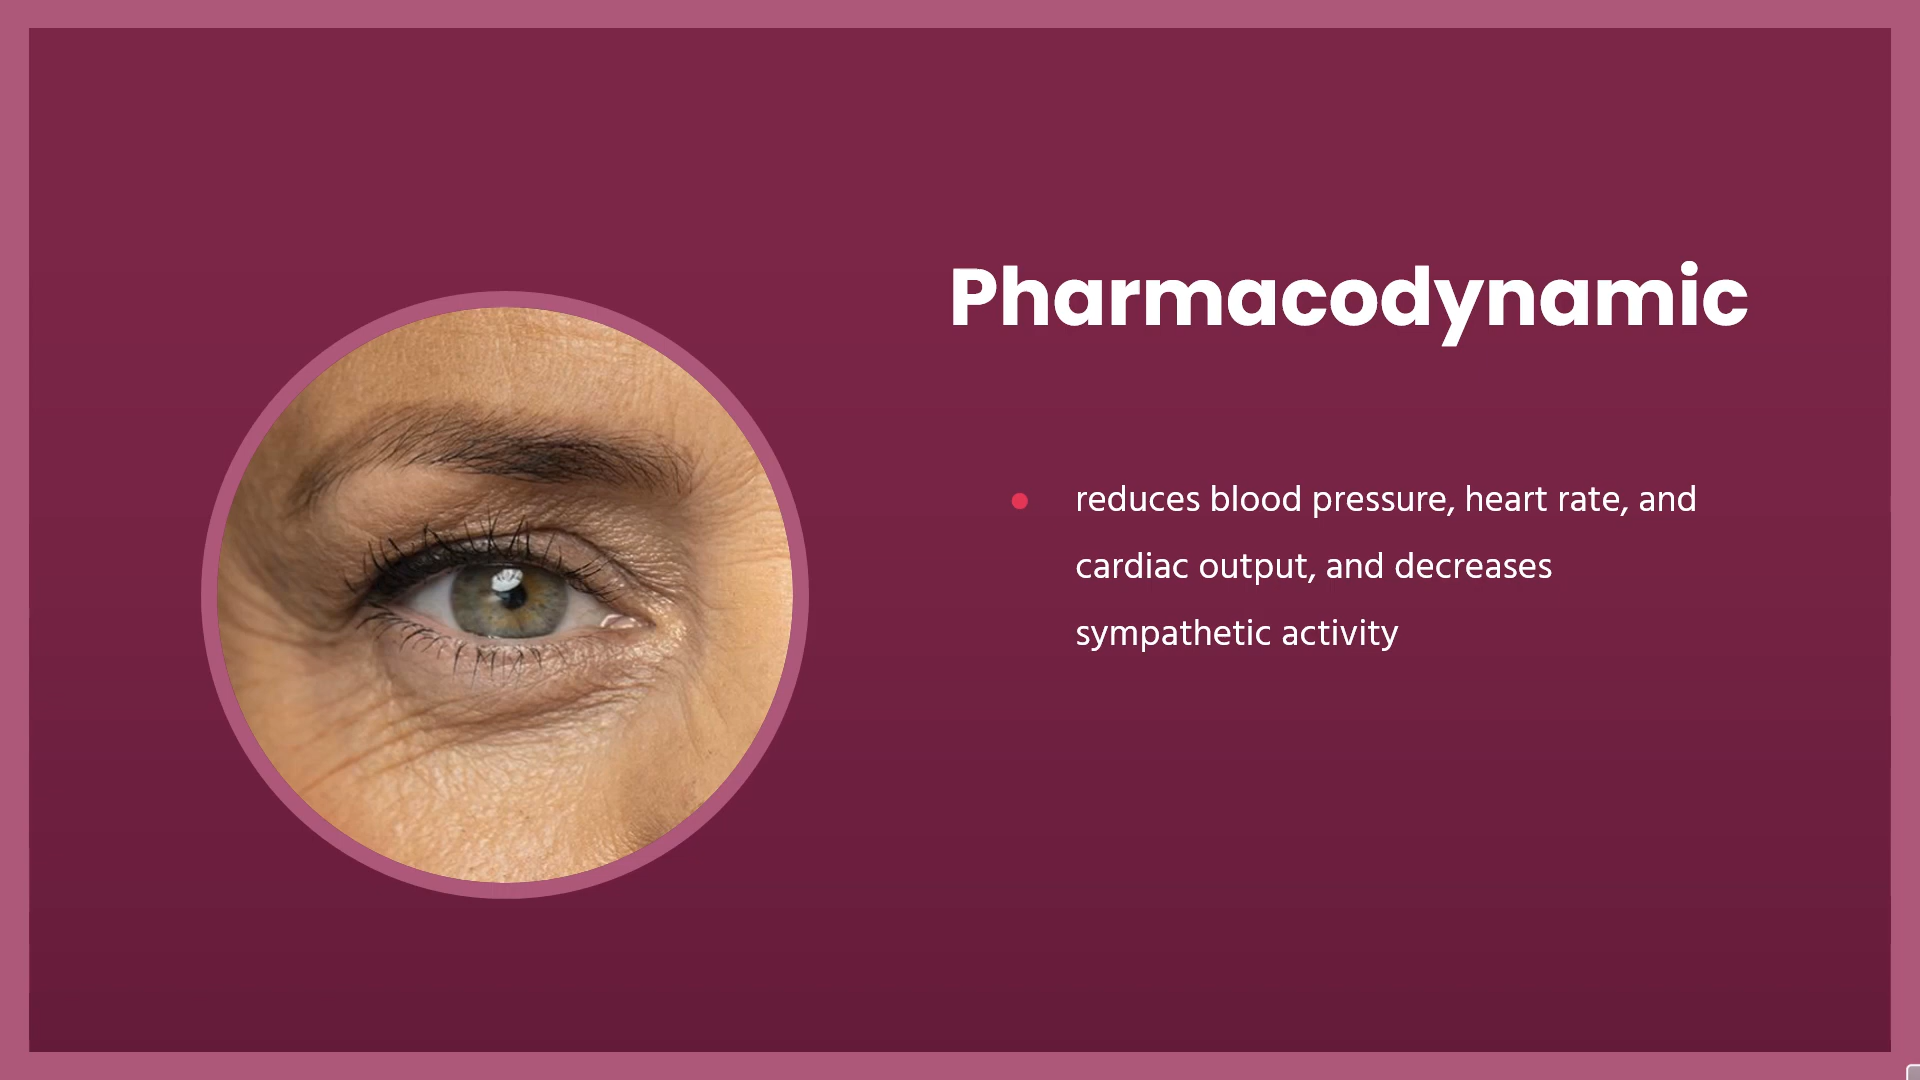 Pharmacodynamic
reduces blood pressure, heart rate, and
cardiac output, and decreases
sympathetic activity